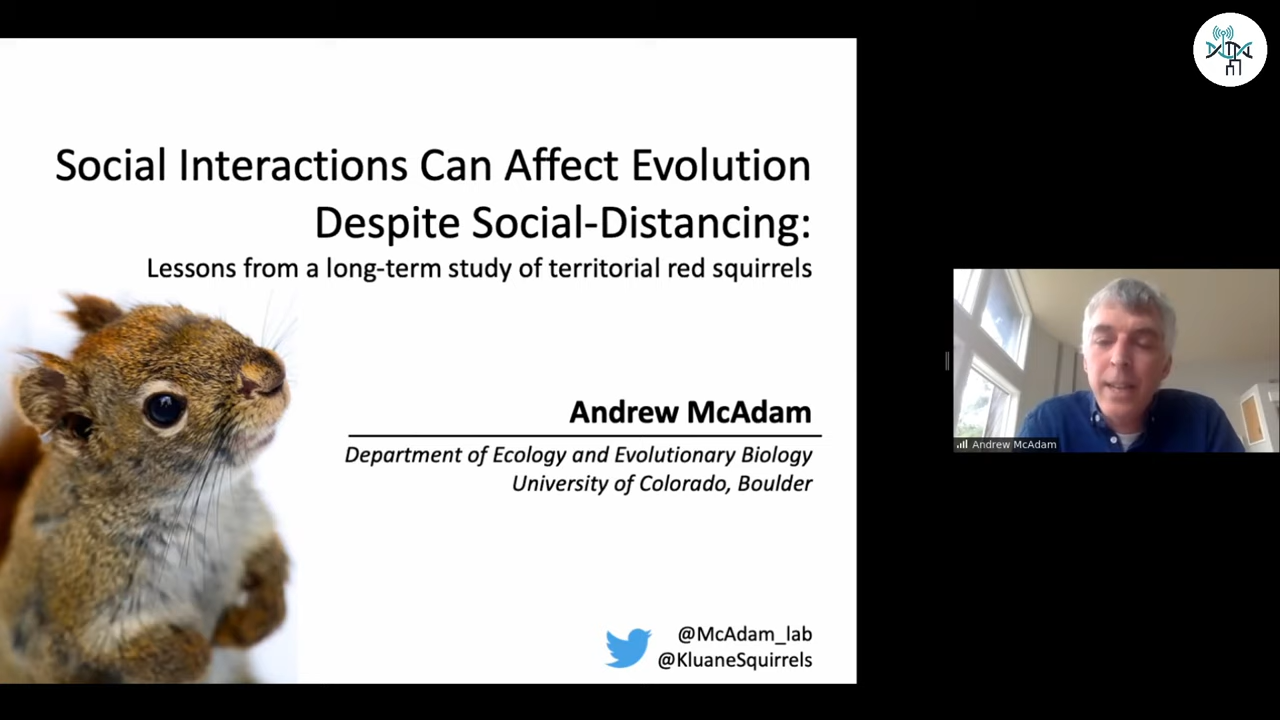 Social Interactions Can Affect Evolution
Despite Social-Distancing:
Lessons from a long-term study of territorial red squirrels
Andrew McAdam
Department of Ecology and Evolutionary Biology
University of Colorado, Boulder
@McAdam_lab
@KluaneSquirrels
Andrew McAdam